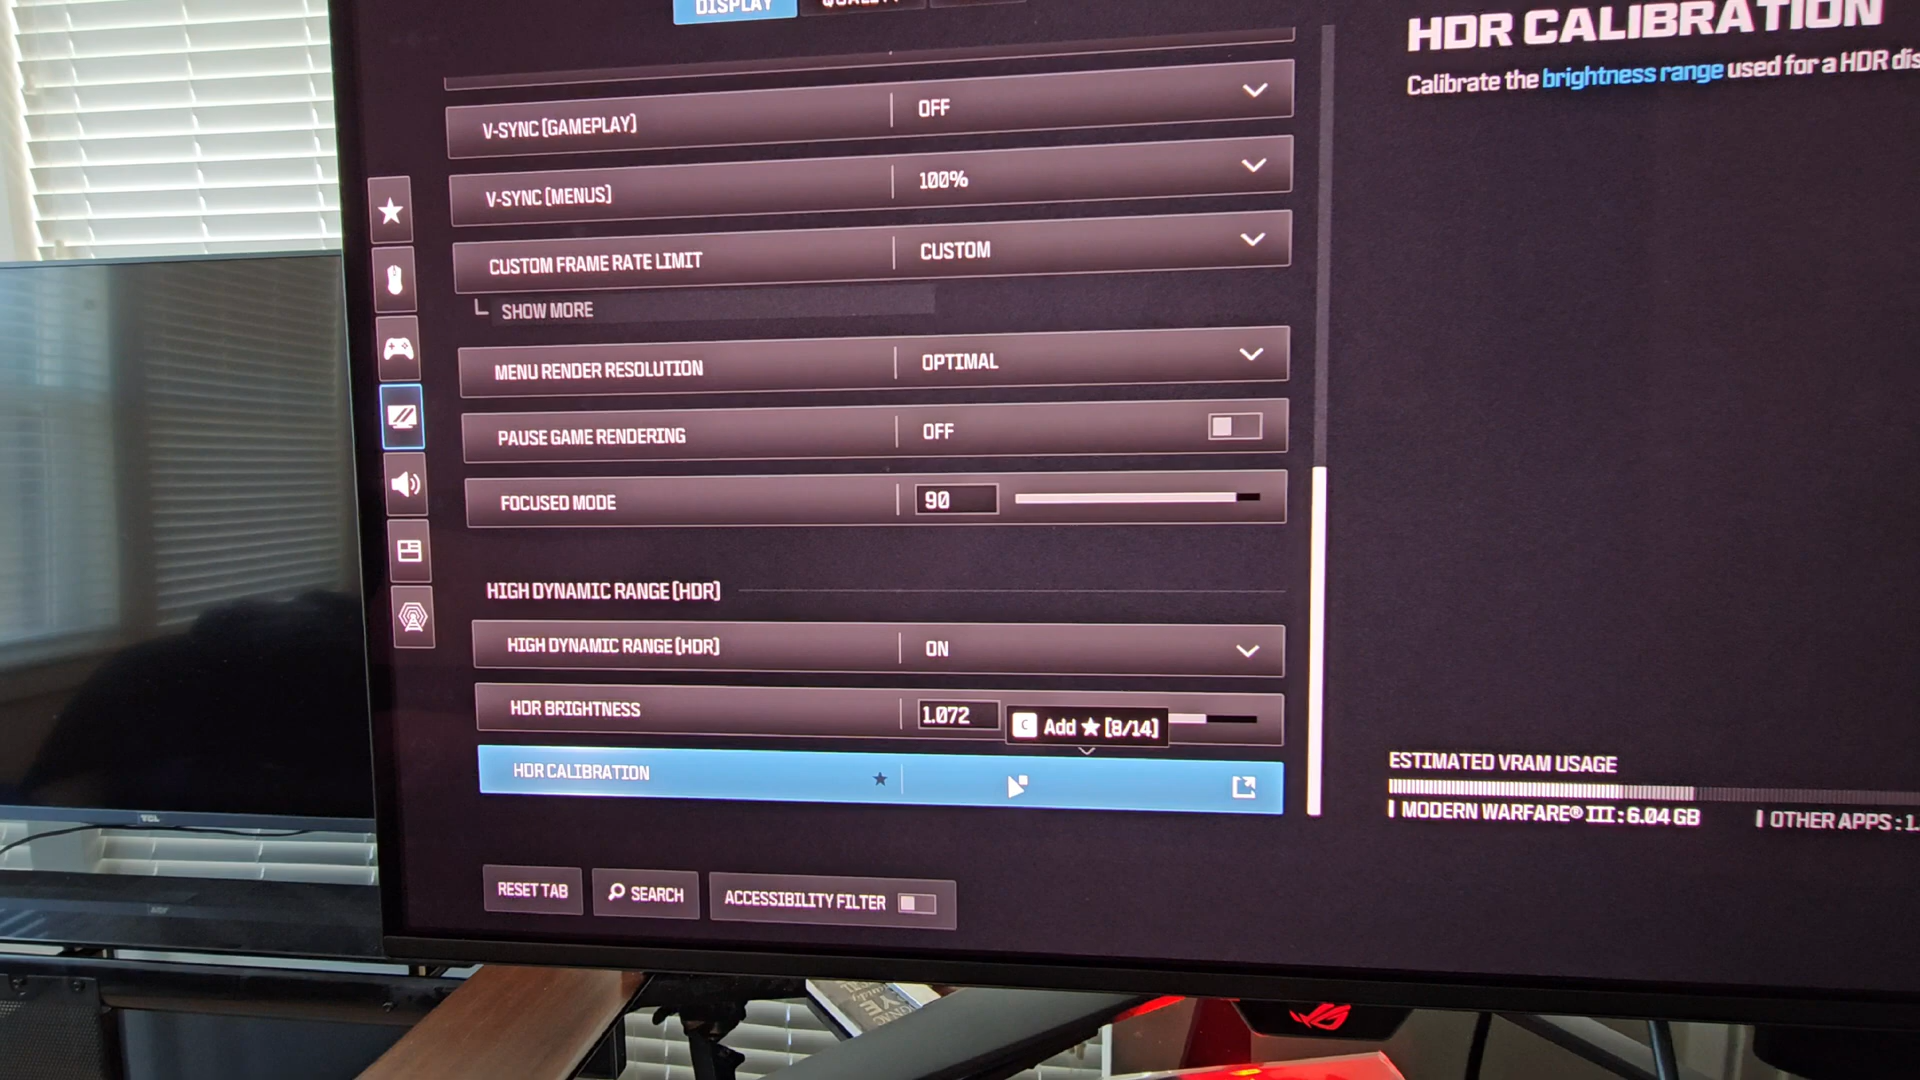 DISPLAY
QUALITY
V-SYNC (GAMEPLAY) OFF
V-SYNC (MENUS) 100%
CUSTOM FRAME RATE LIMIT CUSTOM
SHOW MORE
MENU RENDER RESOLUTION OPTIMAL
PAUSE GAME RENDERING OFF
FOCUSED MODE 90
HIGH DYNAMIC RANGE (HDR)
HIGH DYNAMIC RANGE (HDR) ON
HDR BRIGHTNESS 1.072
C Add ★ [8/14]
HDR CALIBRATION
RESET TAB
SEARCH
ACCESSIBILITY FILTER
HDR CALIBRATION
Calibrate the brightness range used for a HDR dis
ESTIMATED VRAM USAGE
MODERN WARFARE® III : 6.04 GB
OTHER APPS : 1.
TCL